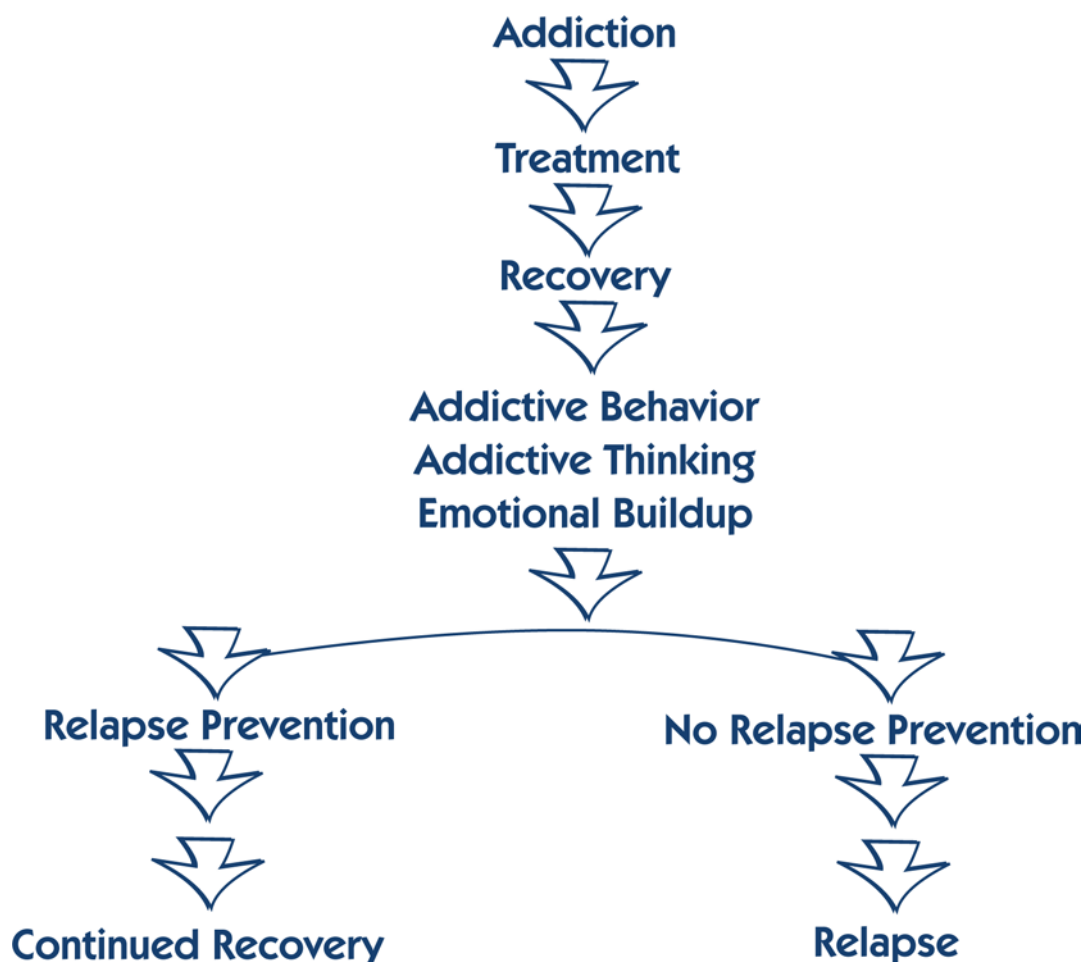 Addiction
Treatment
Recovery
Addictive Behavior
Addictive Thinking
Emotional Buildup
Relapse Prevention
No Relapse Prevention
Continued Recovery
Relapse